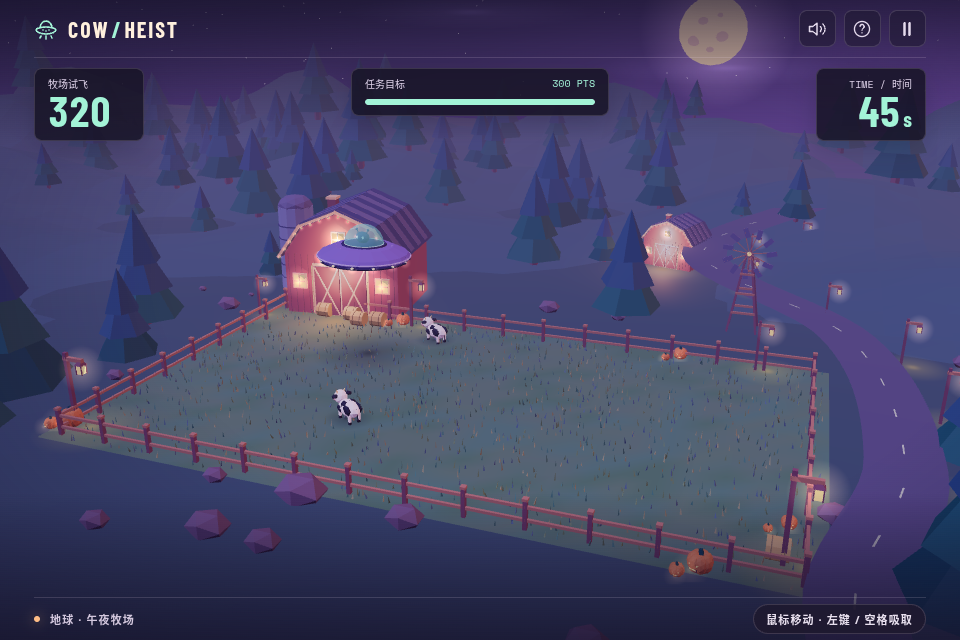 COW/HEIST
牧场试飞
320
任务目标
300 PTS
TIME / 时间
45s
地球 · 午夜牧场
鼠标移动 · 左键 / 空格吸取